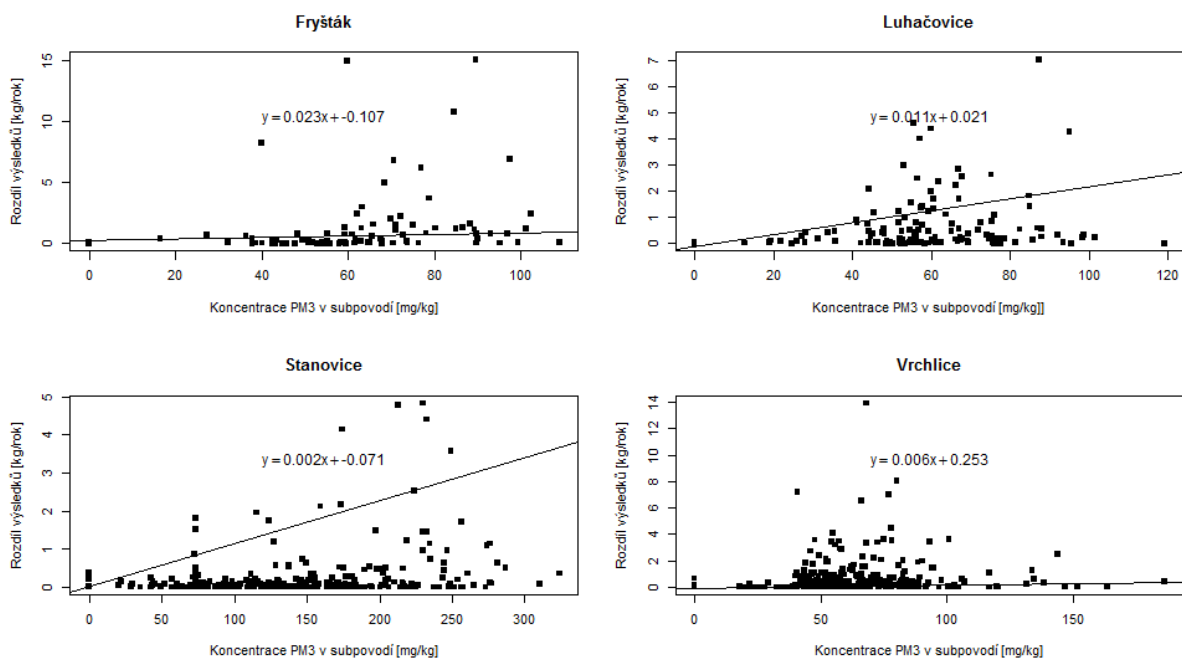 Fryšták
Rozdíl výsledků [kg/rok]
15
10
5
0
y = 0.023x + -0.107
0 20 40 60 80 100
Koncentrace PM3 v subpovodí [mg/kg]
Luhačovice
Rozdíl výsledků [kg/rok]
7
6
5
4
3
2
1
0
y = 0.011x + 0.021
0 20 40 60 80 100 120
Koncentrace PM3 v subpovodí [mg/kg]]
Stanovice
Rozdíl výsledků [kg/rok]
5
4
3
2
1
0
y = 0.002x + -0.071
0 50 100 150 200 250 300
Koncentrace PM3 v subpovodí [mg/kg]
Vrchlice
Rozdíl výsledků [kg/rok]
14
12
10
8
6
4
2
0
y = 0.006x + 0.253
0 50 100 150
Koncentrace PM3 v subpovodí [mg/kg]